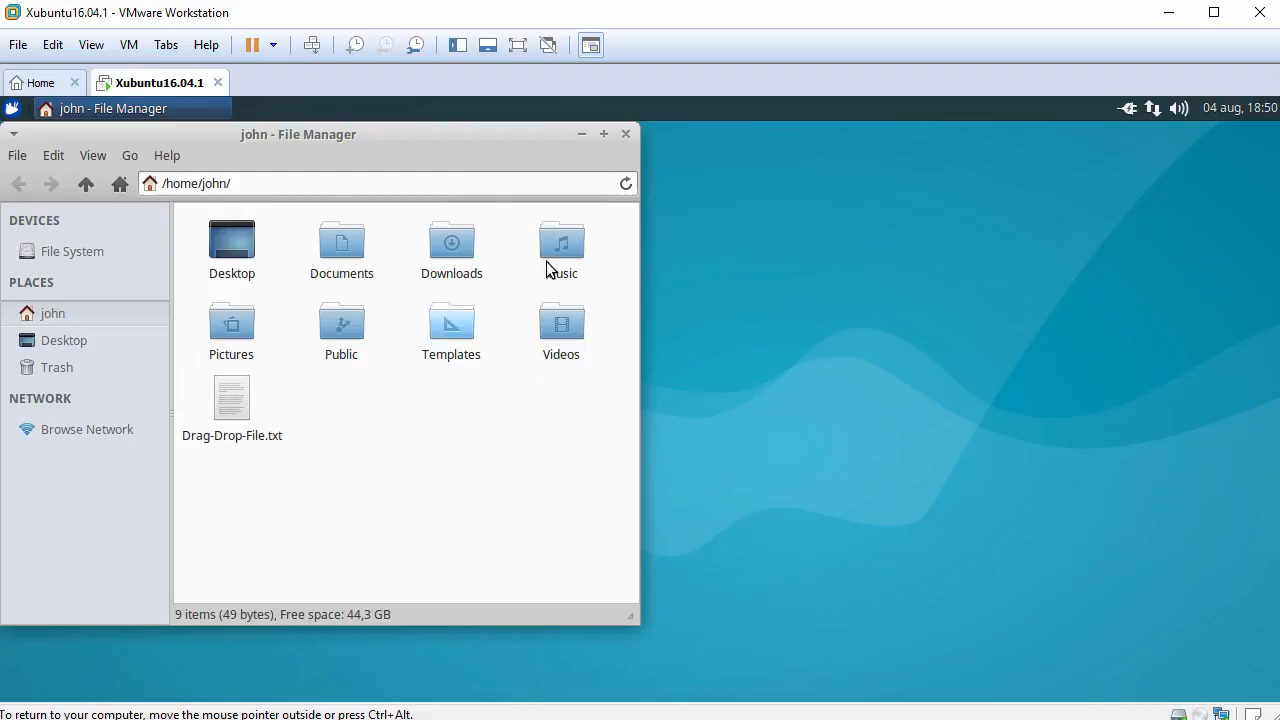 Xubuntu16.04.1 - VMware Workstation
File Edit View VM Tabs Help
Home Xubuntu16.04.1
john - File Manager 04 aug, 18:50
john - File Manager
File Edit View Go Help
/home/john/
DEVICES
File System
PLACES
john
Desktop
Trash
NETWORK
Browse Network
Desktop Documents Downloads
Pictures Public Templates Videos
Drag-Drop-File.txt
9 items (49 bytes), Free space: 44,3 GB
To return to your computer, move the mouse pointer outside or press Ctrl+Alt.